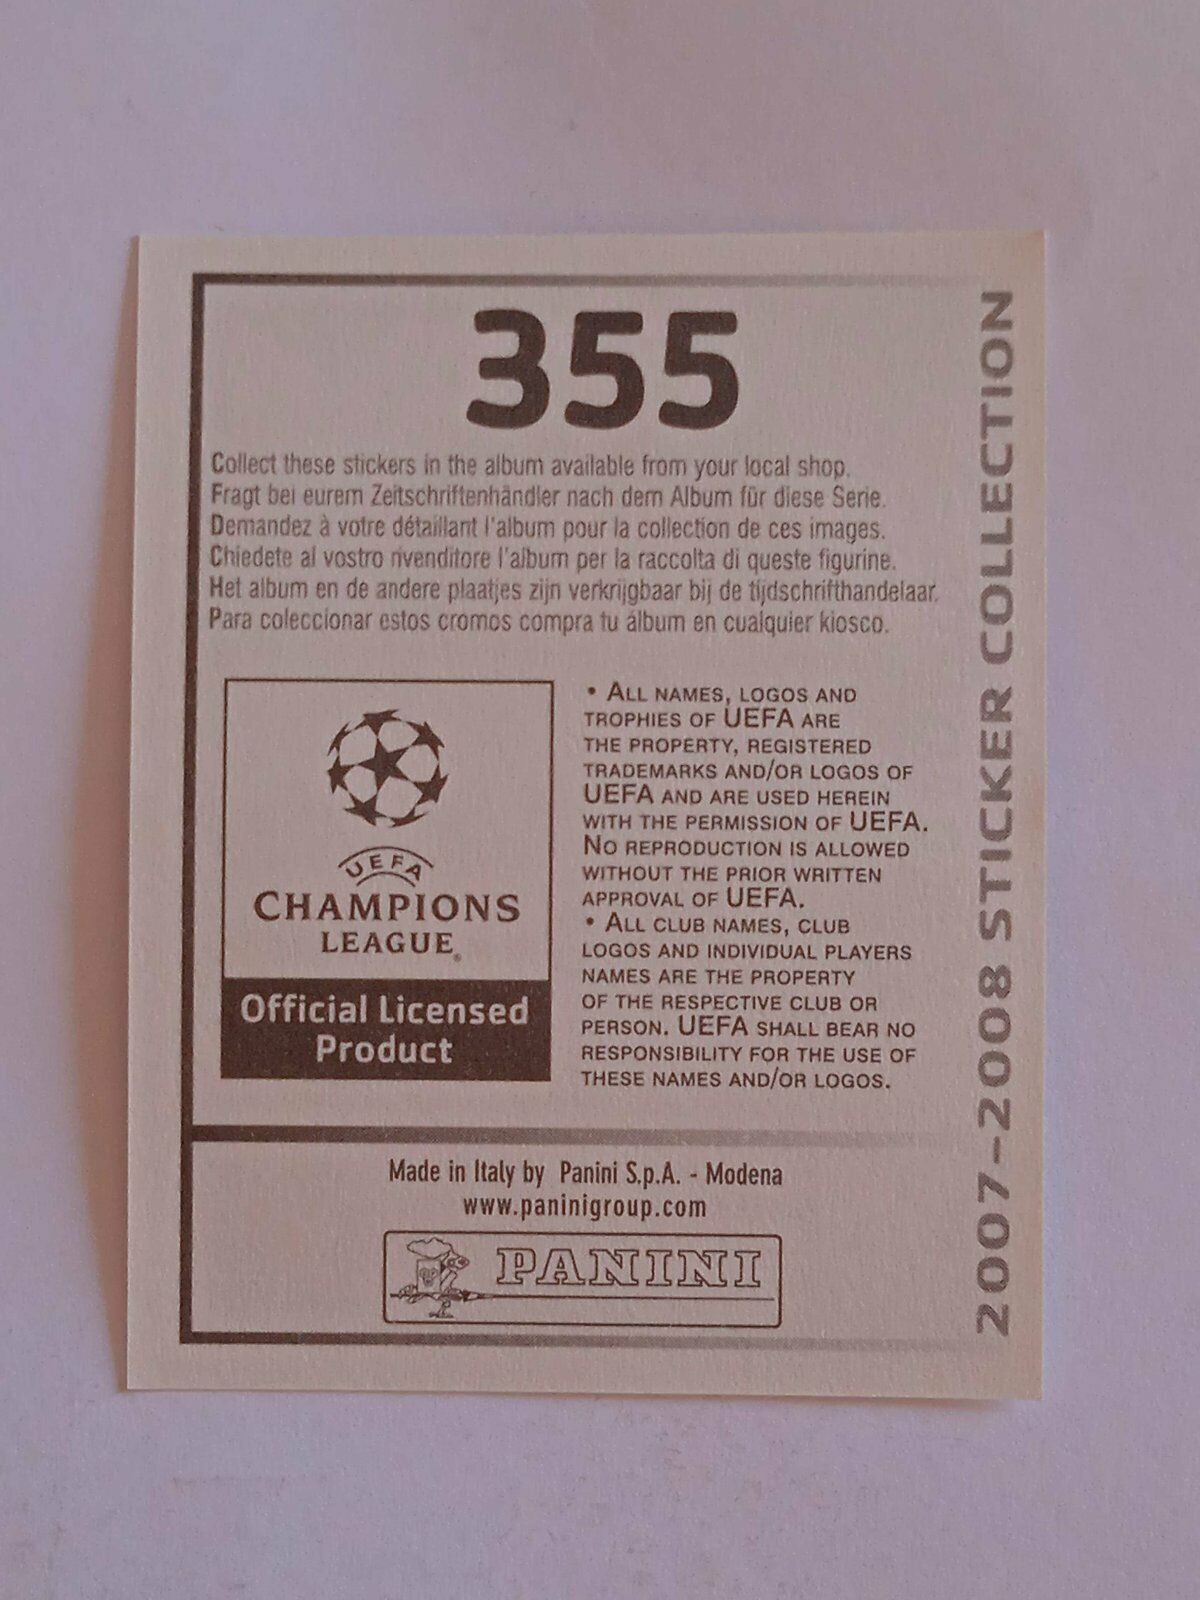 355
Collect these stickers in the album available from your local shop.
Fragt bei eurem Zeitschriftenhändler nach dem Album für diese Serie.
Demandez à votre détaillant l'album pour la collection de ces images.
Chiedete al vostro rivenditore l'album per la raccolta di queste figurine.
Het album en de andere plaatjes zijn verkrijgbaar bij de tijdschrifthandelaar.
Para coleccionar estos cromos compra tu álbum en cualquier kiosco.
UEFA
CHAMPIONS
LEAGUE®
Official Licensed
Product
• ALL NAMES, LOGOS AND
TROPHIES OF UEFA ARE
THE PROPERTY, REGISTERED
TRADEMARKS AND/OR LOGOS OF
UEFA AND ARE USED HEREIN
WITH THE PERMISSION OF UEFA.
NO REPRODUCTION IS ALLOWED
WITHOUT THE PRIOR WRITTEN
APPROVAL OF UEFA.
• ALL CLUB NAMES, CLUB
LOGOS AND INDIVIDUAL PLAYERS
NAMES ARE THE PROPERTY
OF THE RESPECTIVE CLUB OR
PERSON. UEFA SHALL BEAR NO
RESPONSIBILITY FOR THE USE OF
THESE NAMES AND/OR LOGOS.
Made in Italy by Panini S.p.A. - Modena
www.paninigroup.com
PANINI
2007-2008 STICKER COLLECTION